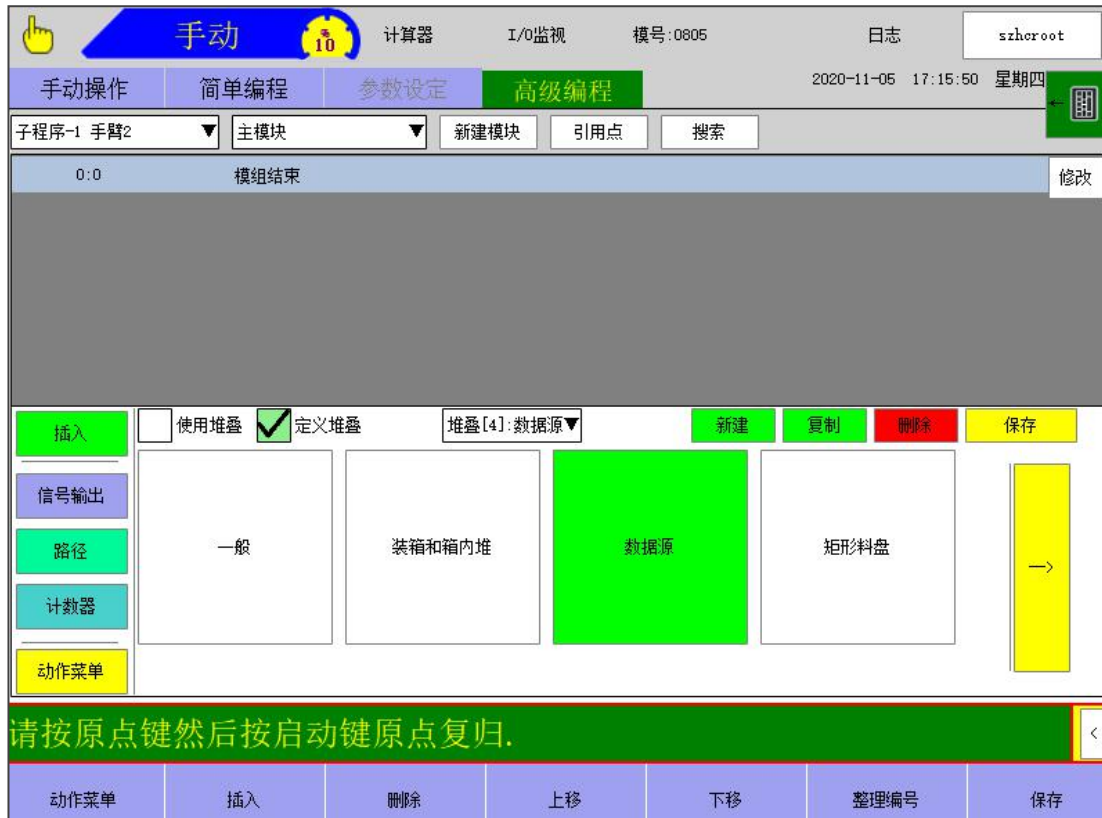 手动 % 10 计算器 I/O监视 模号:0805 日志 szhcroot
手动操作 简单编程 参数设定 高级编程 2020-11-05 17:15:50 星期四 ←
子程序-1 手臂2 ▼ 主模块 ▼ 新建模块 引用点 搜索
0:0 模组结束 修改
插入 使用堆叠 定义堆叠 堆叠[4]:数据源▼ 新建 复制 删除 保存
信号输出
路径 一般 装箱和箱内堆 数据源 矩形料盘 —>
计数器
动作菜单
请按原点键然后按启动键原点复归. <
动作菜单 插入 删除 上移 下移 整理编号 保存